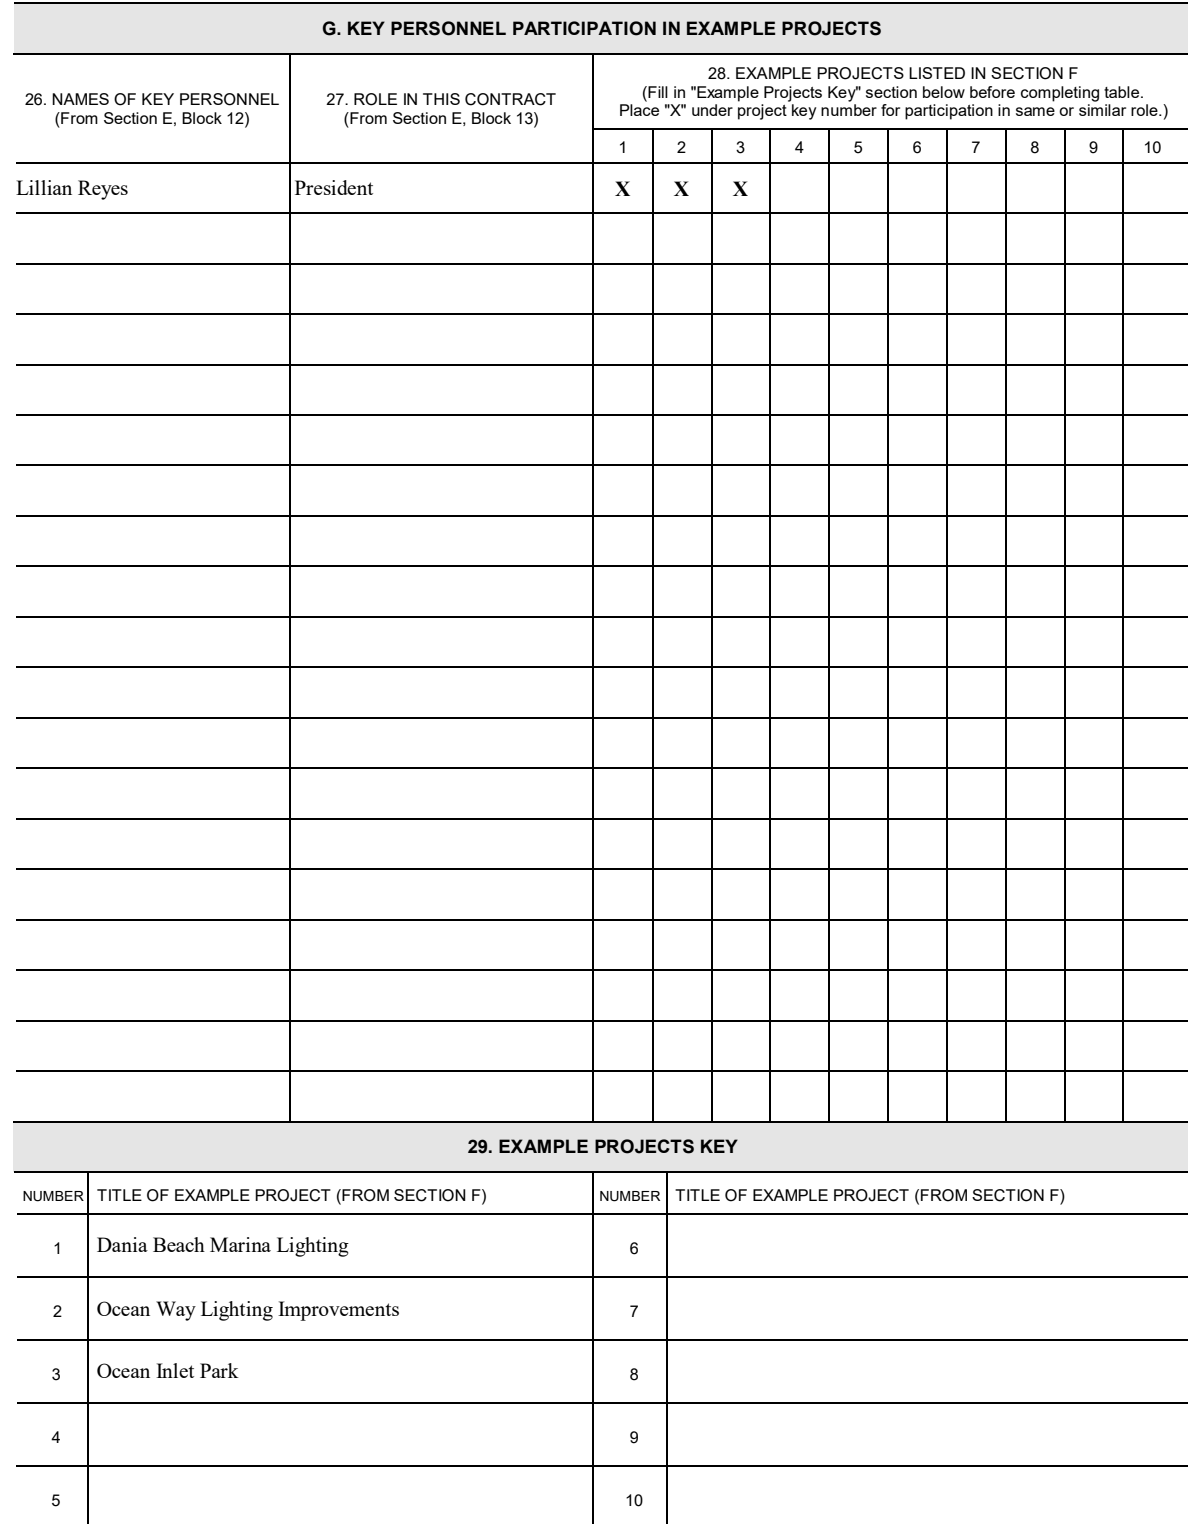 G. KEY PERSONNEL PARTICIPATION IN EXAMPLE PROJECTS
26. NAMES OF KEY PERSONNEL
(From Section E, Block 12)
27. ROLE IN THIS CONTRACT
(From Section E, Block 13)
28. EXAMPLE PROJECTS LISTED IN SECTION F
(Fill in "Example Projects Key" section below before completing table.
Place "X" under project key number for participation in same or similar role.)
1 2 3 4 5 6 7 8 9 10
Lillian Reyes President X X X
29. EXAMPLE PROJECTS KEY
NUMBER TITLE OF EXAMPLE PROJECT (FROM SECTION F) NUMBER TITLE OF EXAMPLE PROJECT (FROM SECTION F)
1 Dania Beach Marina Lighting 6
2 Ocean Way Lighting Improvements 7
3 Ocean Inlet Park 8
4 9
5 10